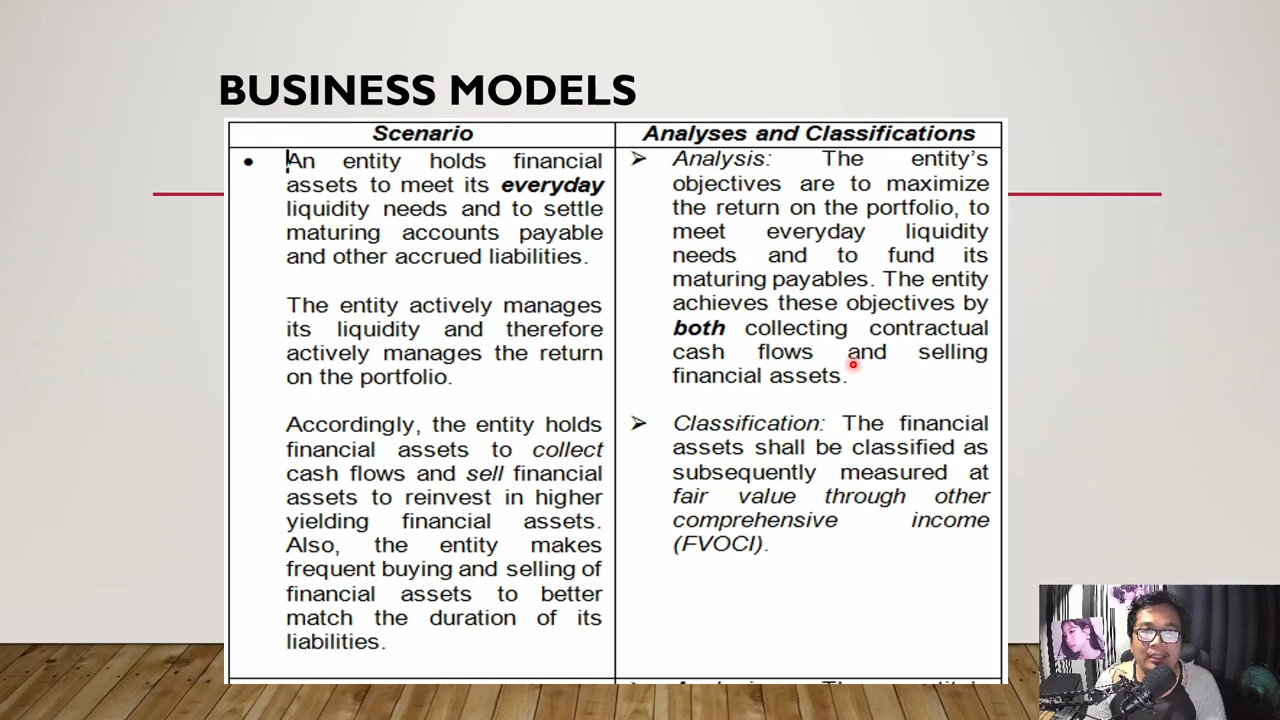 BUSINESS MODELS
Scenario
• An entity holds financial
assets to meet its everyday
liquidity needs and to settle
maturing accounts payable
and other accrued liabilities.
The entity actively manages
its liquidity and therefore
actively manages the return
on the portfolio.
Accordingly, the entity holds
financial assets to collect
cash flows and sell financial
assets to reinvest in higher
yielding financial assets.
Also, the entity makes
frequent buying and selling of
financial assets to better
match the duration of its
liabilities.
Analyses and Classifications
➢ Analysis: The entity's
objectives are to maximize
the return on the portfolio, to
meet everyday liquidity
needs and to fund its
maturing payables. The entity
achieves these objectives by
both collecting contractual
cash flows and selling
financial assets.
➢ Classification: The financial
assets shall be classified as
subsequently measured at
fair value through other
comprehensive income
(FVOCI).